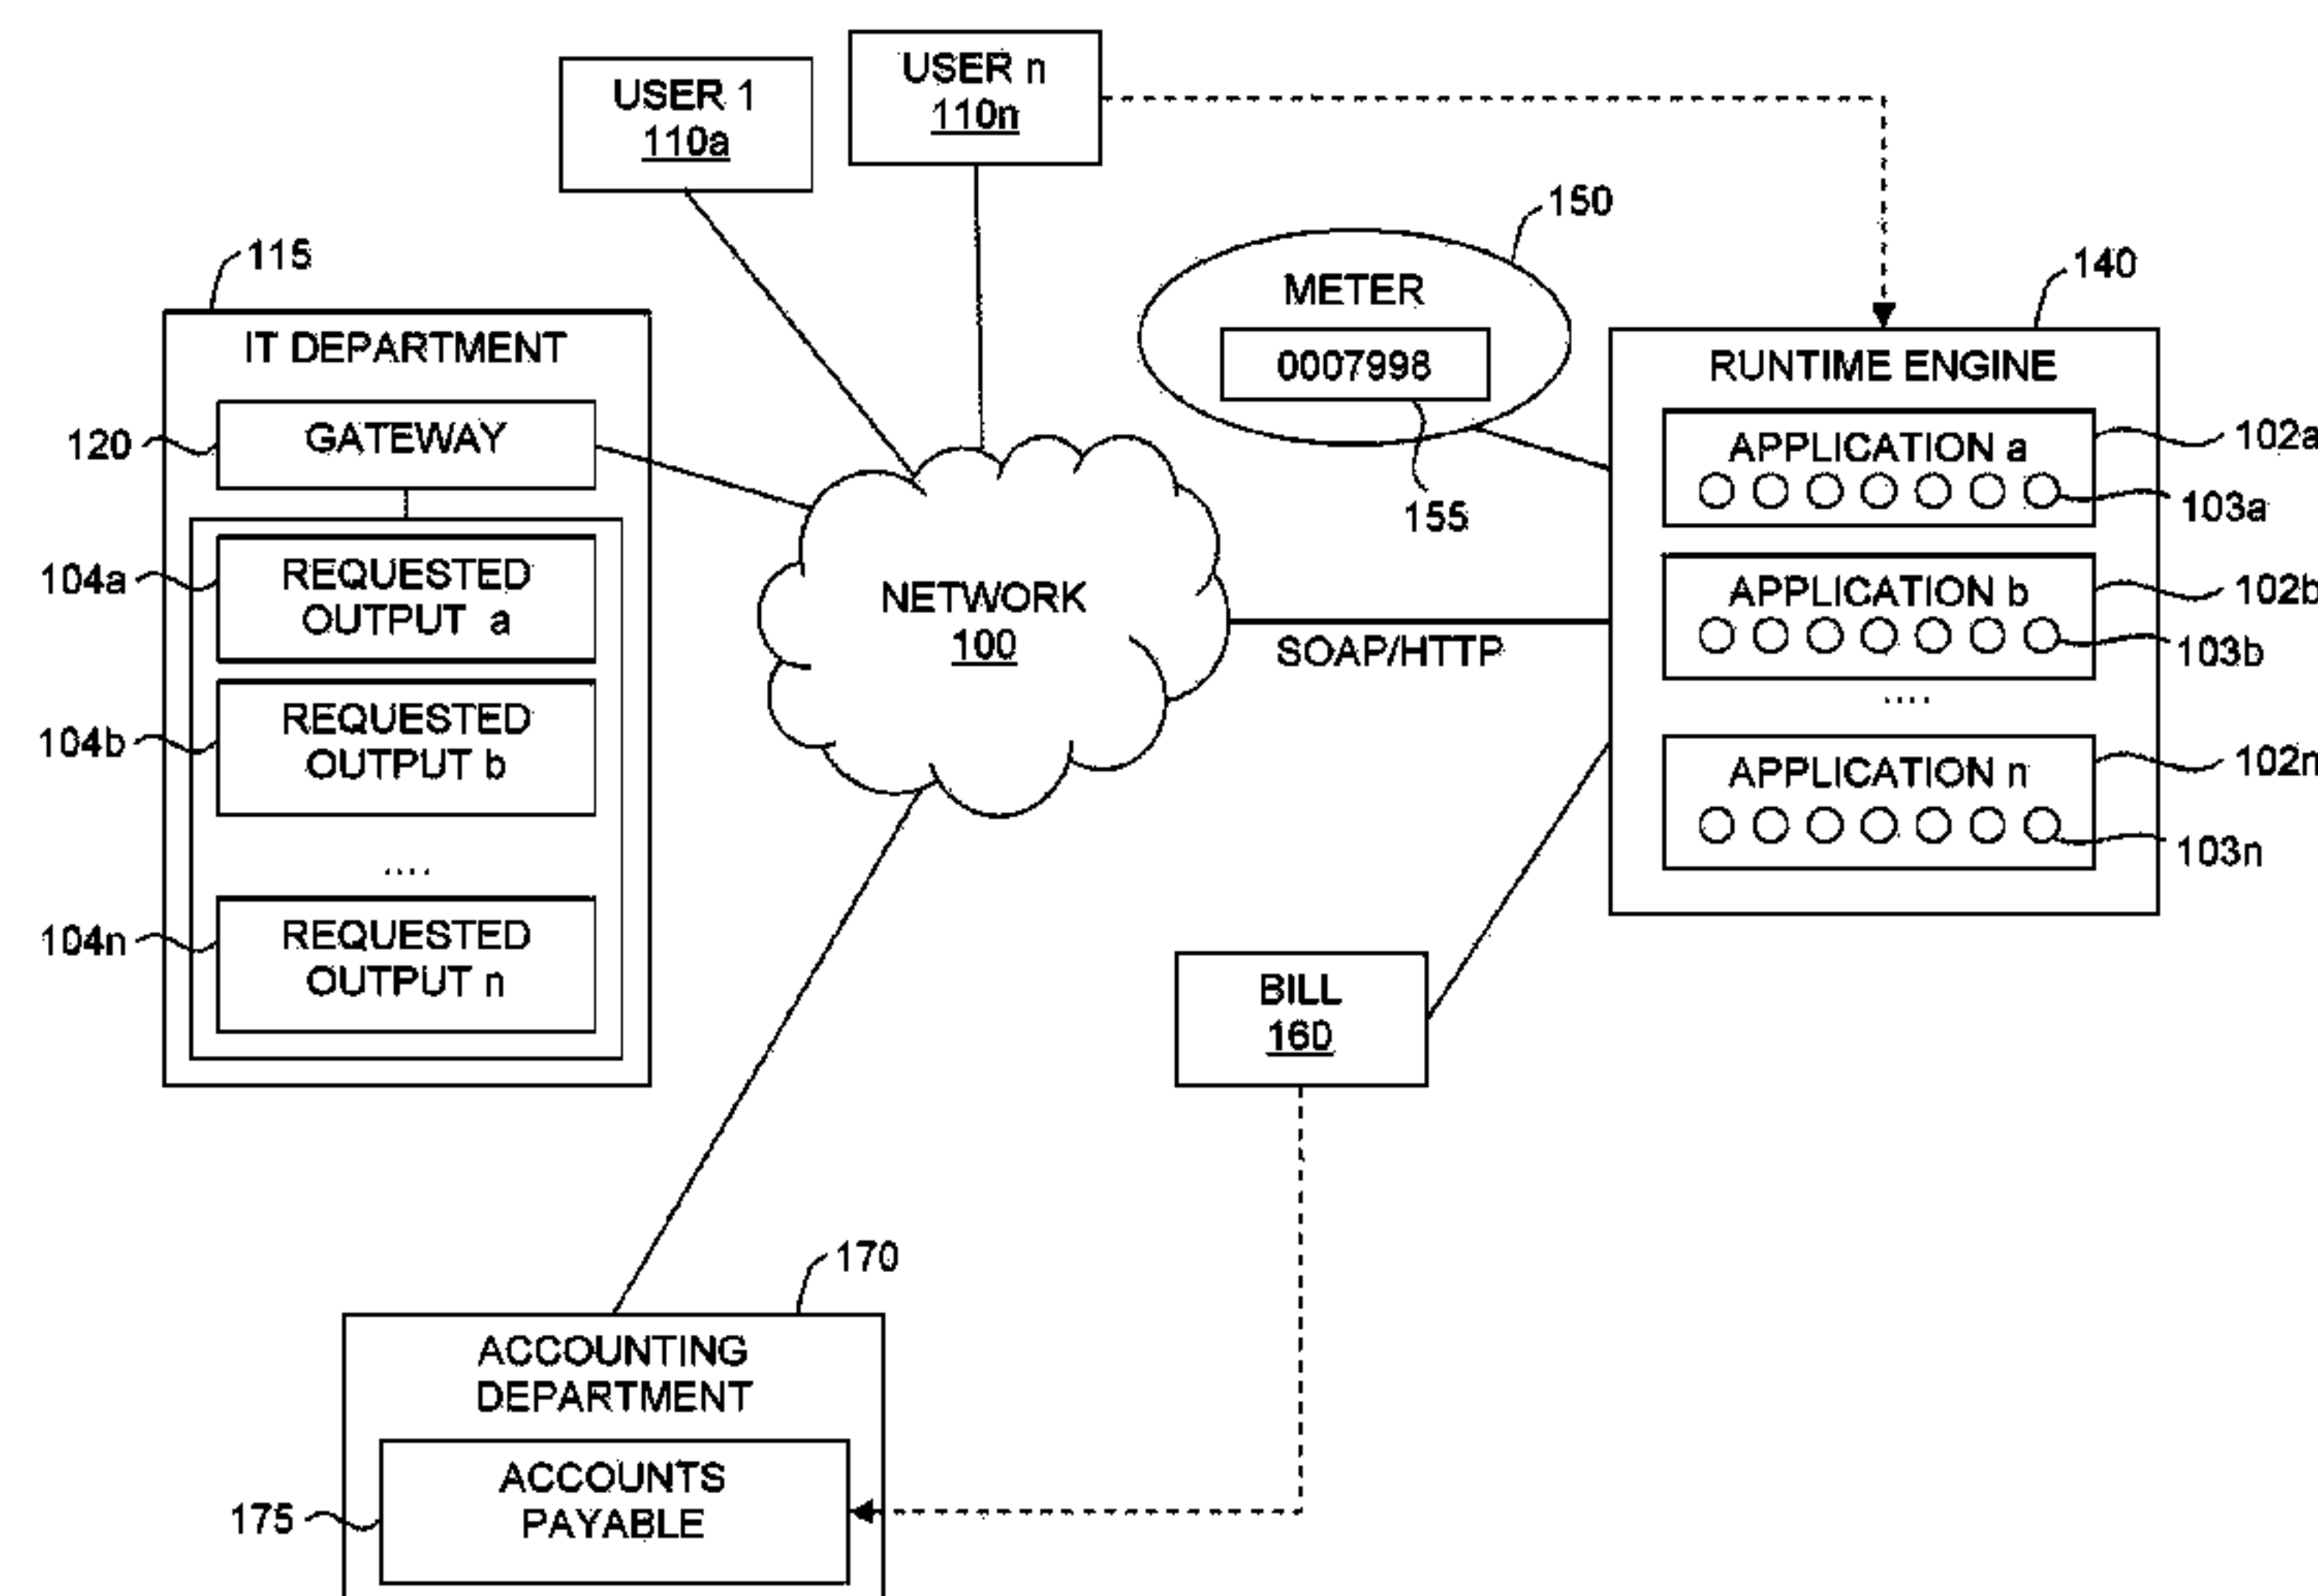 USER 1
110a
USER n
110n
150
METER
0007998
155
115
IT DEPARTMENT
120
GATEWAY
104a
REQUESTED
OUTPUT a
104b
REQUESTED
OUTPUT b
....
104n
REQUESTED
OUTPUT n
NETWORK
100
SOAP/HTTP
140
RUNTIME ENGINE
APPLICATION a
102a
103a
APPLICATION b
102b
103b
....
APPLICATION n
102n
103n
BILL
160
170
ACCOUNTING
DEPARTMENT
175
ACCOUNTS
PAYABLE